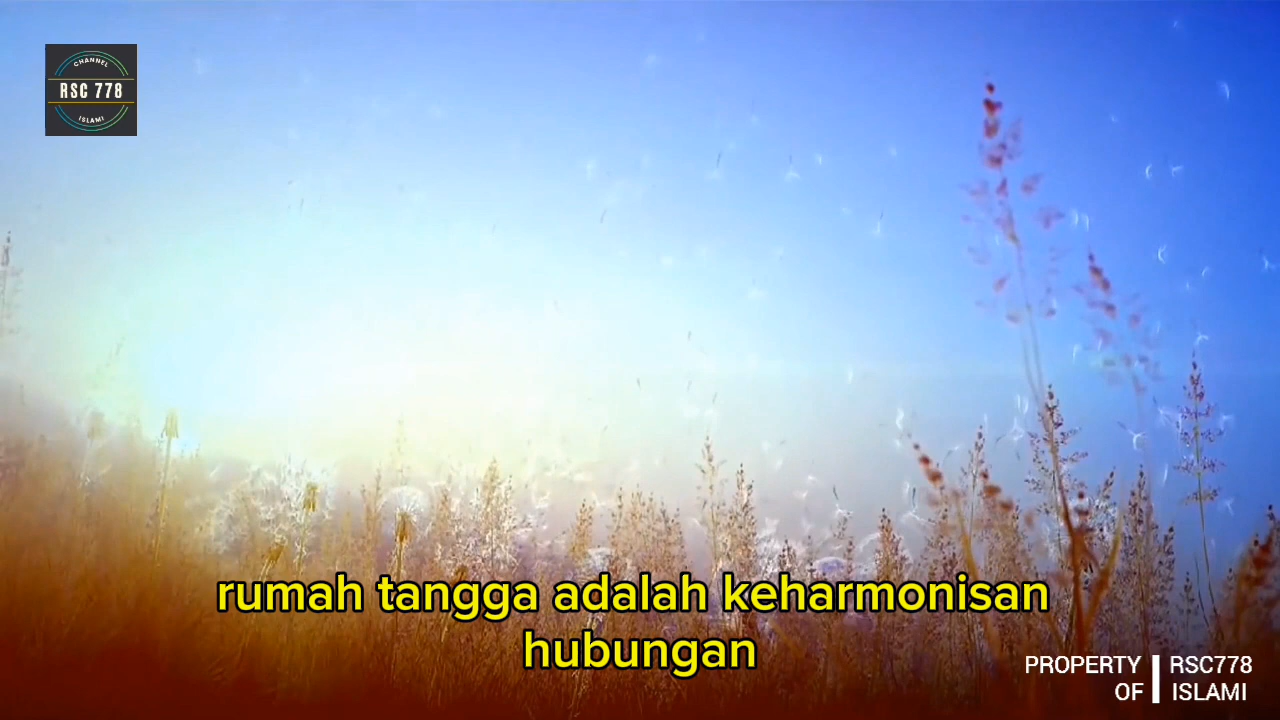 CHANNEL
RSC 778
ISLAMI
rumah tangga adalah keharmonisan
hubungan
PROPERTY OF
RSC778 ISLAMI